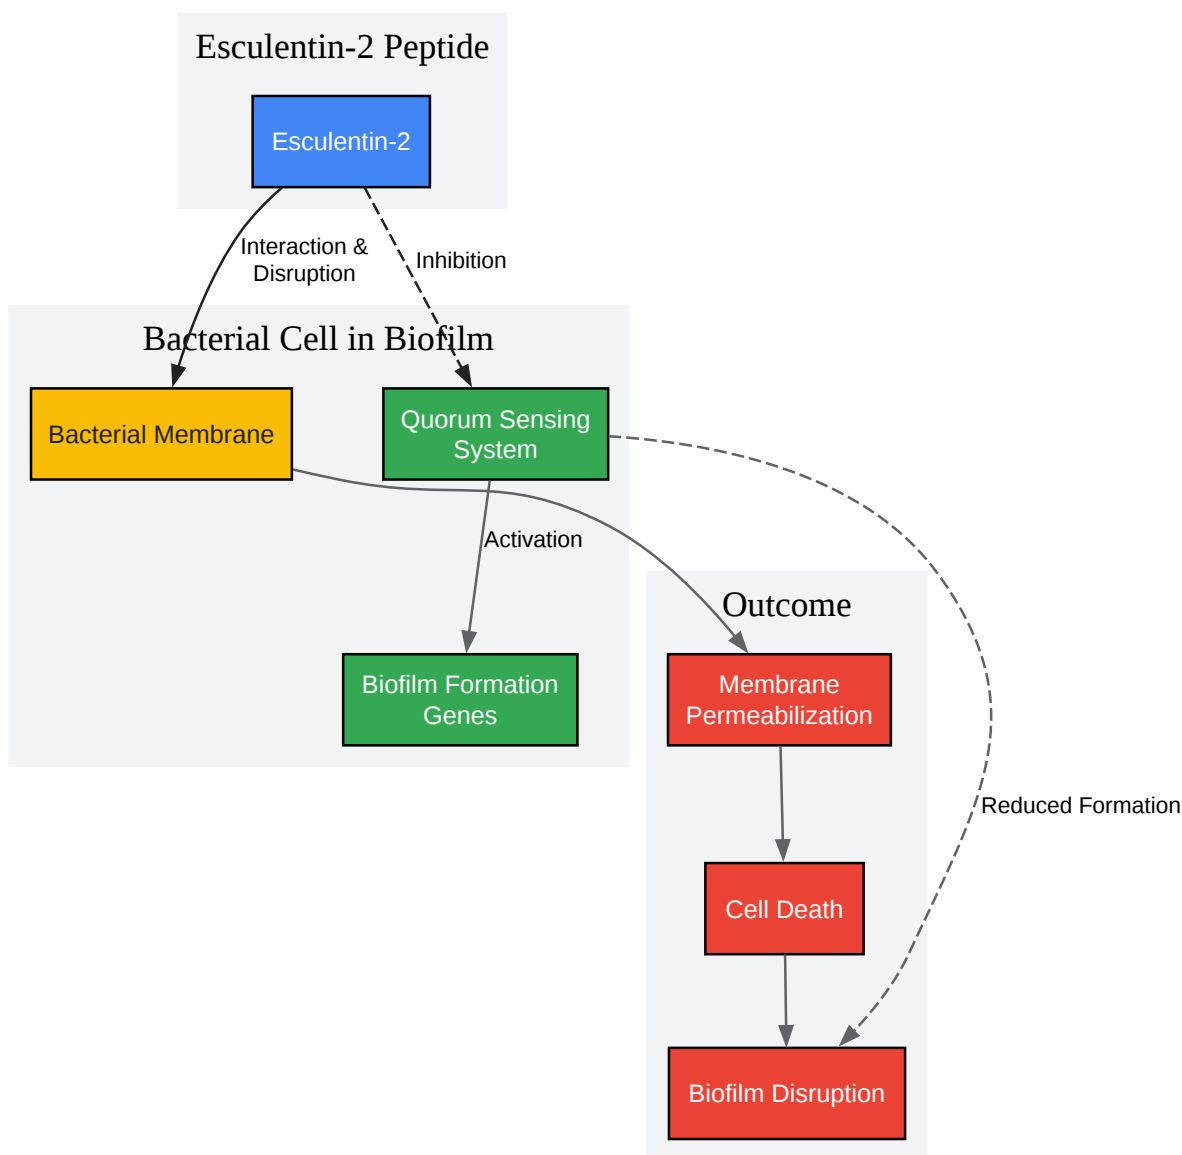 Esculentin-2 Peptide
Esculentin-2
Interaction &
Disruption
Inhibition
Bacterial Cell in Biofilm
Bacterial Membrane
Quorum Sensing
System
Activation
Biofilm Formation
Genes
Outcome
Membrane
Permeabilization
Reduced Formation
Cell Death
Biofilm Disruption